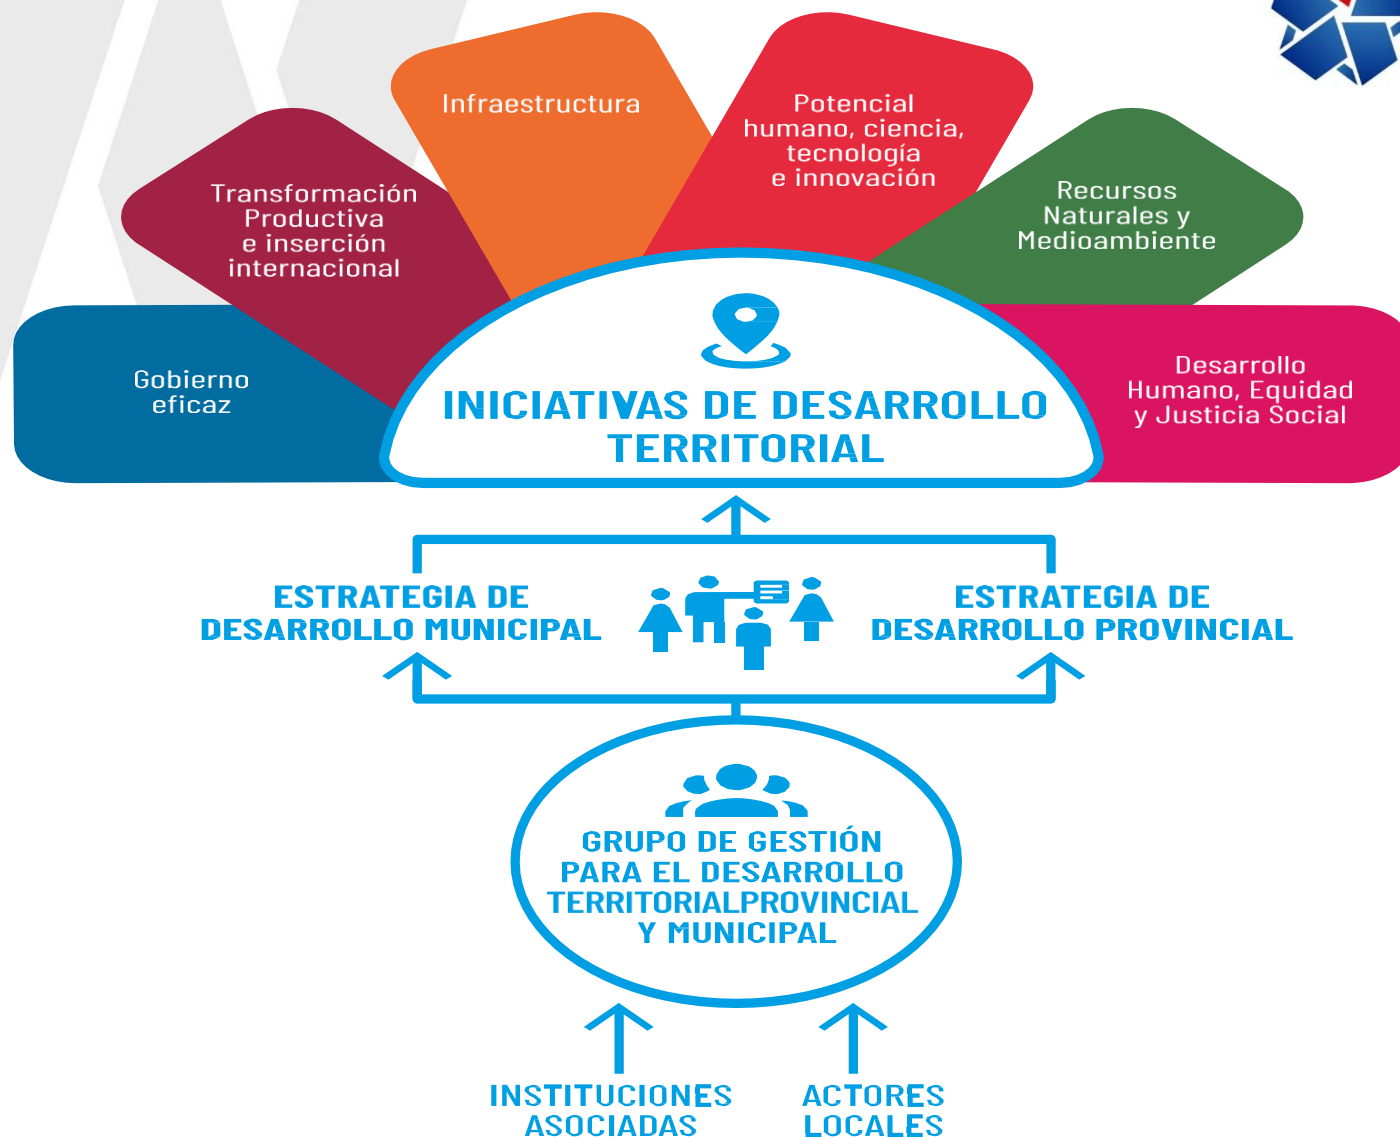 Infraestructura
Potencial
humano, ciencia,
tecnología
e innovación
Transformación
Productiva
e inserción
internacional
Recursos
Naturales y
Medioambiente
Gobierno
eficaz
Desarrollo
Humano, Equidad
y Justicia Social
INICIATIVAS DE DESARROLLO
TERRITORIAL
ESTRATEGIA DE
DESARROLLO MUNICIPAL
ESTRATEGIA DE
DESARROLLO PROVINCIAL
GRUPO DE GESTIÓN
PARA EL DESARROLLO
TERRITORIALPROVINCIAL
Y MUNICIPAL
INSTITUCIONES
ASOCIADAS
ACTORES
LOCALES